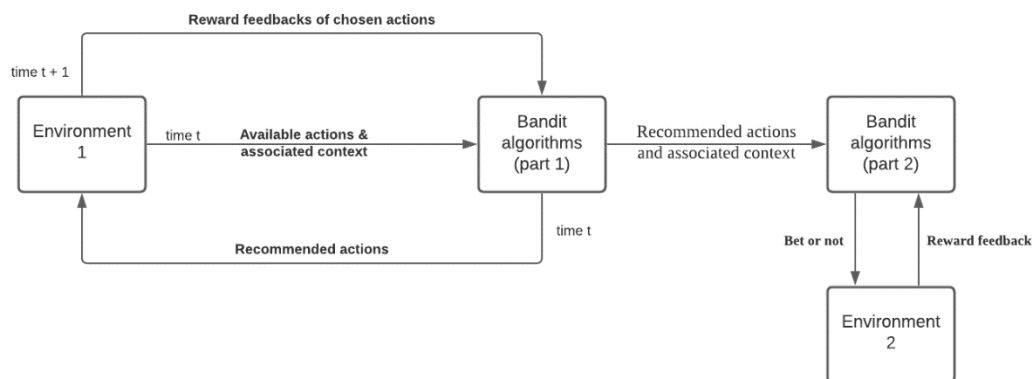 Reward feedbacks of chosen actions
time t + 1
Environment
1
time t
Available actions &
associated context
Bandit
algorithms
(part 1)
Recommended actions
and associated context
Bandit
algorithms
(part 2)
Recommended actions
time t
Bet or not
Reward feedback
Environment
2